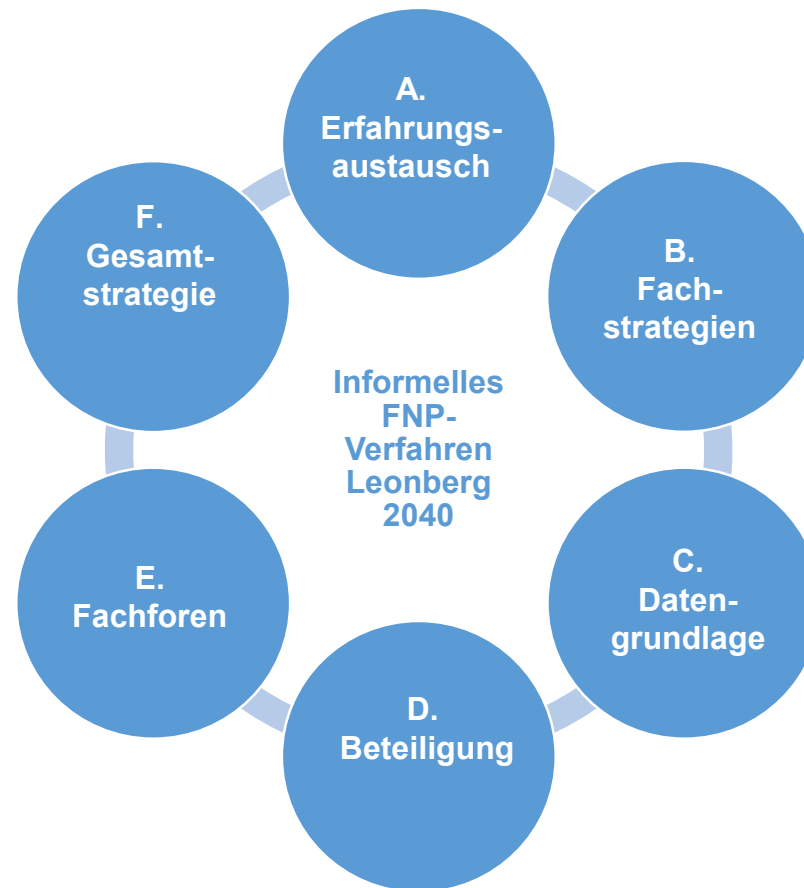 A.
Erfahrungs-
austausch
B.
Fach-
strategien
C.
Daten-
grundlage
D.
Beteiligung
E.
Fachforen
F.
Gesamt-
strategie
Informelles
FNP-
Verfahren
Leonberg
2040